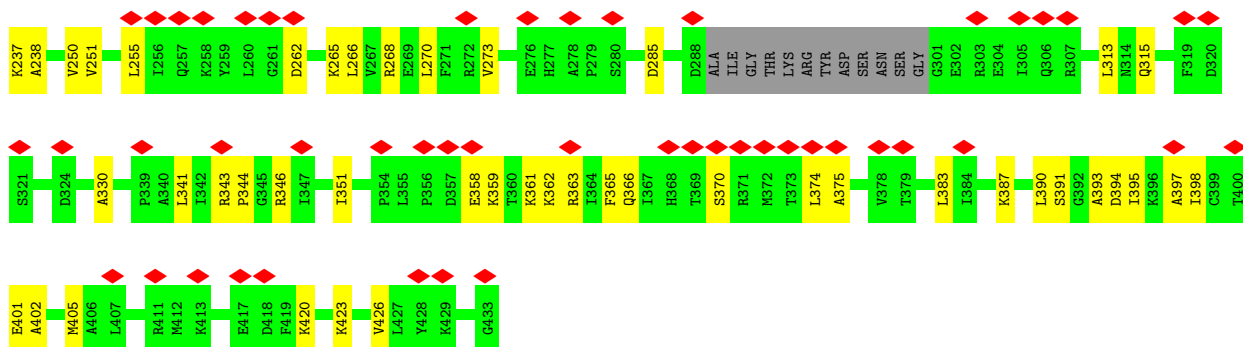 K237 A238 V250 V251 L255 I256 Q257 K258 Y259 L260 G261 D262 K265 L266 V267 R268 E269 L270 F271 R272 V273 E276 H277 A278 P279 S280 D285 D288 ALA ILE GLY THR LYS ARG TYR ASP SER ASN SER GLY G301 E302 R303 E304 I305 Q306 R307 L313 N314 Q315 F319 D320
S321 D324 A330 P339 A340 L341 I342 R343 P344 G345 R346 I347 I351 P354 L355 P356 D357 E358 K359 T360 K361 K362 R363 I364 F365 Q366 I367 H368 T369 S370 R371 M372 T373 L374 A375 V378 T379 L383 I384 K387 L390 S391 G392 A393 D394 I395 K396 A397 I398 C399 T400
E401 A402 M405 A406 L407 R411 M412 K413 E417 D418 F419 K420 K423 V426 L427 Y428 K429 G433